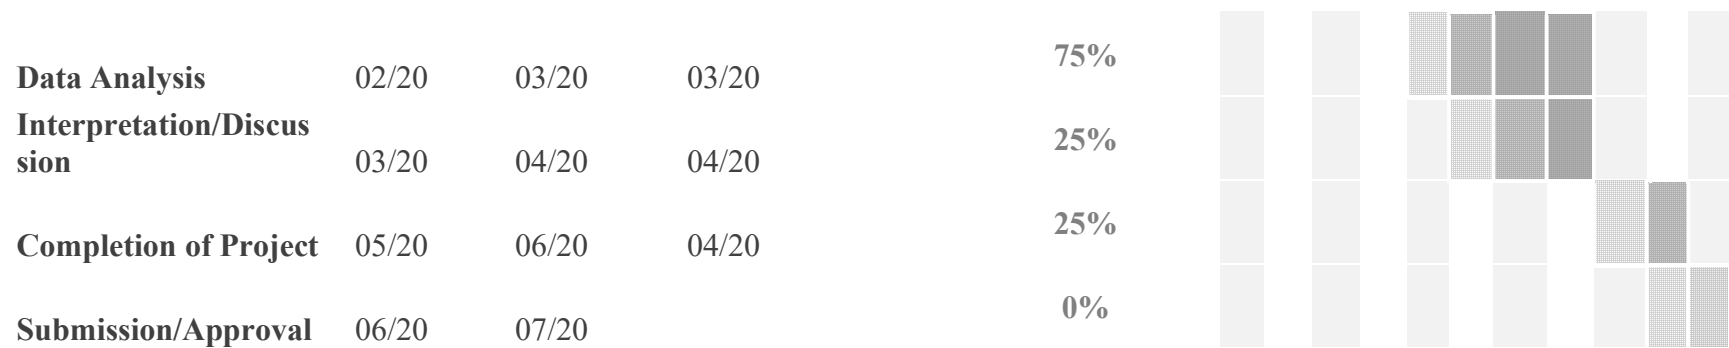 75%
Data Analysis 02/20 03/20 03/20
Interpretation/Discus
25%
sion 03/20 04/20 04/20
25%
Completion of Project 05/20 06/20 04/20
0%
Submission/Approval 06/20 07/20